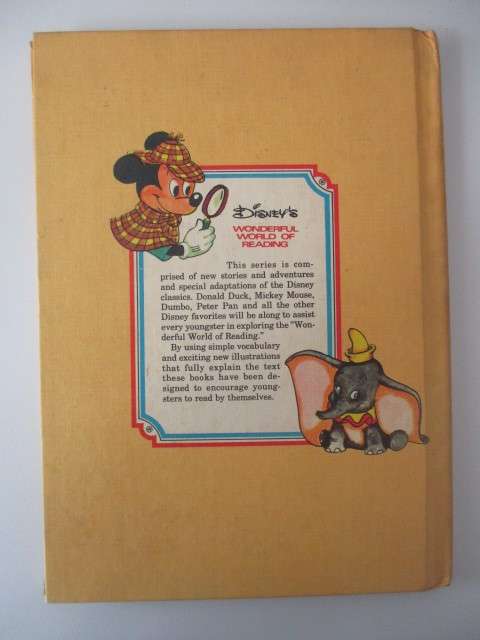 Disney's
WONDERFUL
WORLD OF
READING
This series is com-
prised of new stories and adventures
and special adaptations of the Disney
classics. Donald Duck, Mickey Mouse,
Dumbo, Peter Pan and all the other
Disney favorites will be along to assist
every youngster in exploring the "Won-
derful World of Reading."
By using simple vocabulary
and exciting new illustrations
that fully explain the text
these books have been de-
signed to encourage young-
sters to read by themselves.